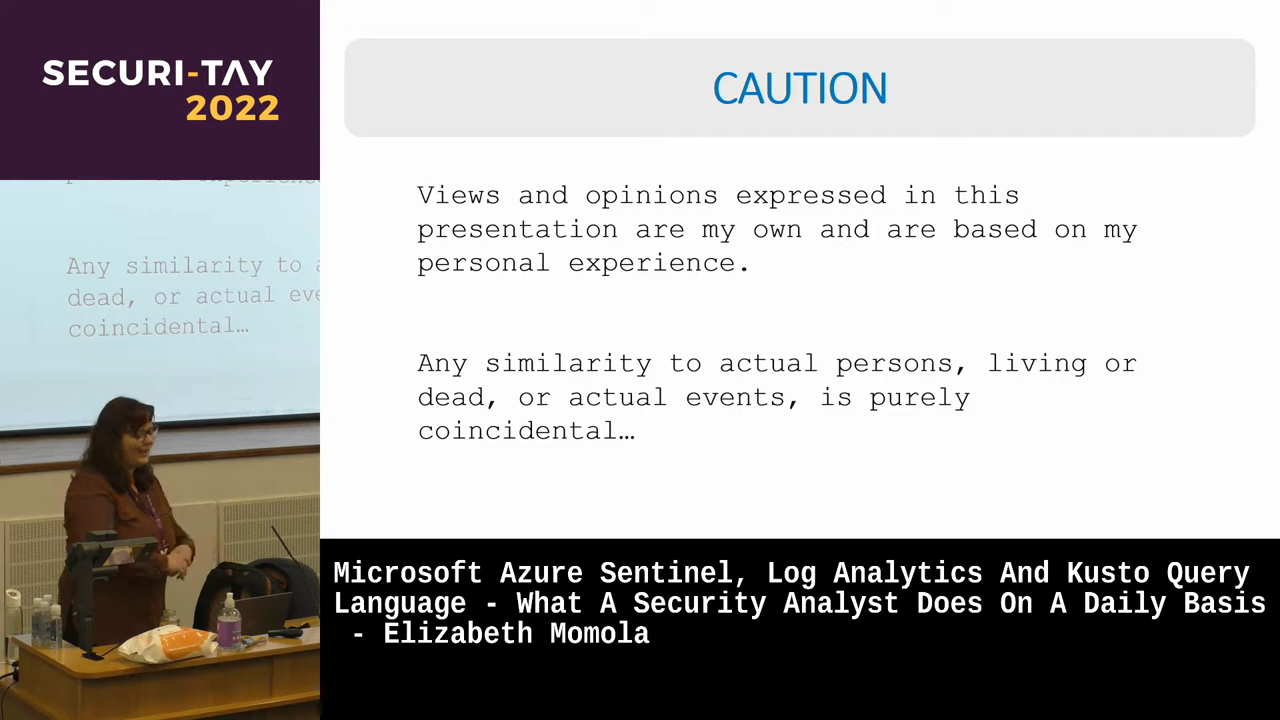 SECURI-TAY
2022
CAUTION
Views and opinions expressed in this
presentation are my own and are based on my
personal experience.
Any similarity to actual persons, living or
dead, or actual events, is purely
coincidental…
Any similarity to
dead, or actual
coincidental…
Microsoft Azure Sentinel, Log Analytics And Kusto Query
Language - What A Security Analyst Does On A Daily Basis
- Elizabeth Momola